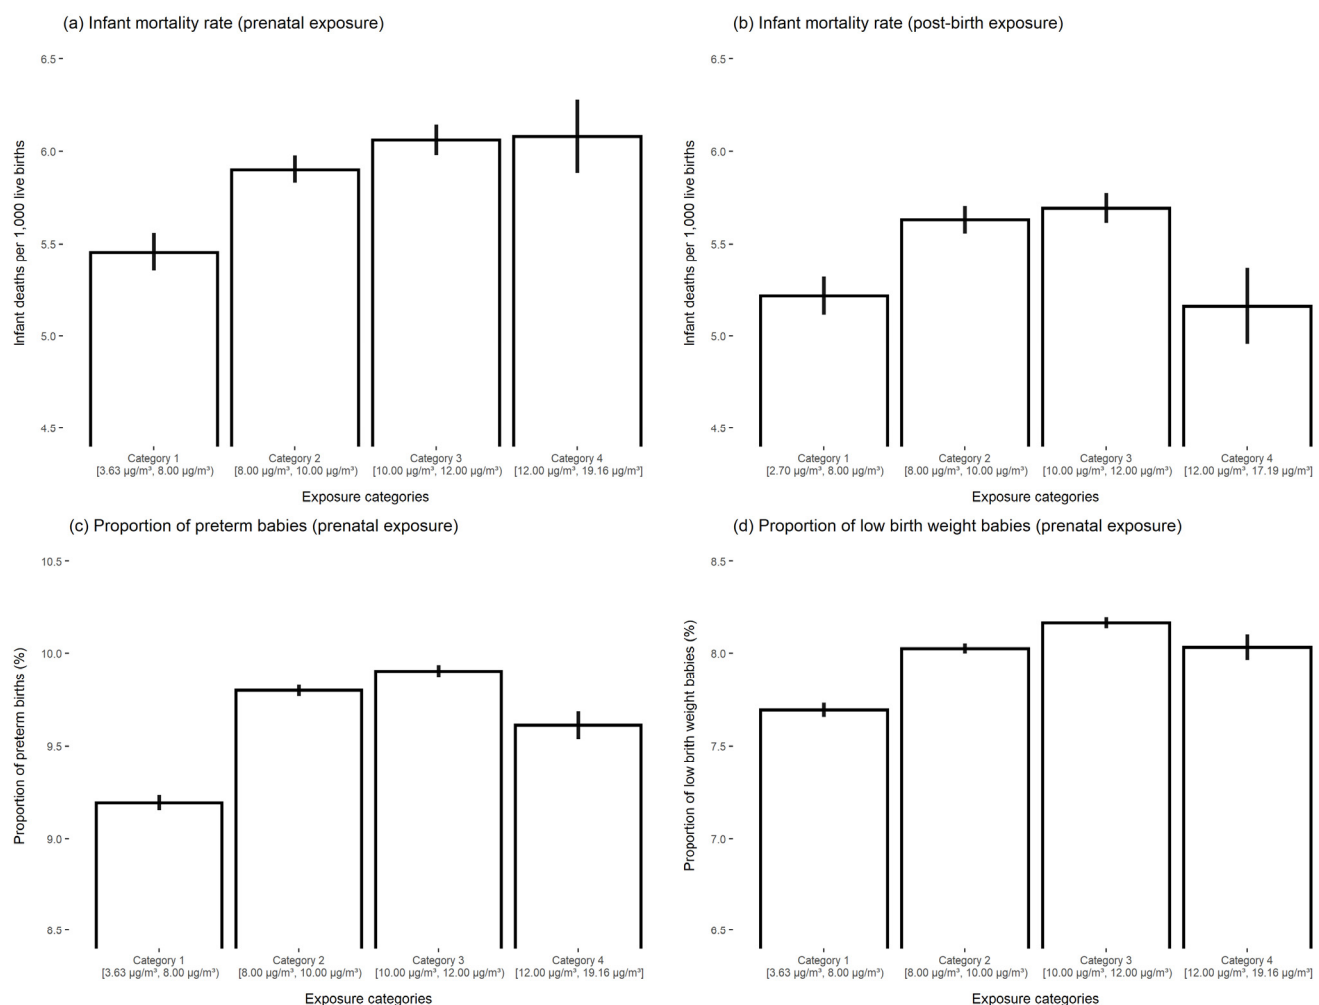 (a) Infant mortality rate (prenatal exposure)
Infant deaths per 1,000 live births
6.5
6.0
5.5
5.0
4.5
Category 1
[3.63 µg/m³, 8.00 µg/m³)
Category 2
[8.00 µg/m³, 10.00 µg/m³)
Category 3
[10.00 µg/m³, 12.00 µg/m³)
Category 4
[12.00 µg/m³, 19.16 µg/m³]
Exposure categories
(b) Infant mortality rate (post-birth exposure)
Infant deaths per 1,000 live births
6.5
6.0
5.5
5.0
4.5
Category 1
[2.70 µg/m³, 8.00 µg/m³)
Category 2
[8.00 µg/m³, 10.00 µg/m³)
Category 3
[10.00 µg/m³, 12.00 µg/m³)
Category 4
[12.00 µg/m³, 17.19 µg/m³]
Exposure categories
(c) Proportion of preterm babies (prenatal exposure)
Proportion of preterm births (%)
10.5
10.0
9.5
9.0
8.5
Category 1
[3.63 µg/m³, 8.00 µg/m³)
Category 2
[8.00 µg/m³, 10.00 µg/m³)
Category 3
[10.00 µg/m³, 12.00 µg/m³)
Category 4
[12.00 µg/m³, 19.16 µg/m³]
Exposure categories
(d) Proportion of low birth weight babies (prenatal exposure)
Proportion of low brith weight babies (%)
8.5
8.0
7.5
7.0
6.5
Category 1
[3.63 µg/m³, 8.00 µg/m³)
Category 2
[8.00 µg/m³, 10.00 µg/m³)
Category 3
[10.00 µg/m³, 12.00 µg/m³)
Category 4
[12.00 µg/m³, 19.16 µg/m³]
Exposure categories